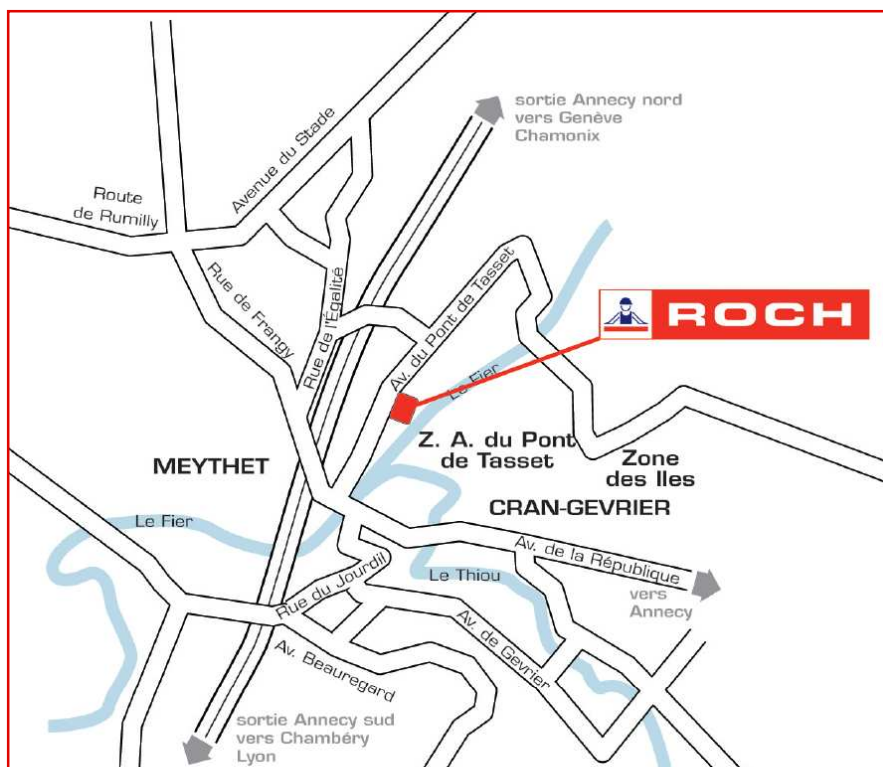 sortie Annecy nord
vers Genève
Chamonix
Avenue du Stade
Route
de Rumilly
Rue de Frangy
Rue de l'Égalité
Av. du Pont de Tasset
ROCH
Le Fier
Z. A. du Pont
de Tasset
Zone
des Iles
MEYTHET
CRAN-GEVRIER
Le Fier
Av. de la République
Le Thiou
vers
Annecy
Rue du Jourdil
Av. de Gevrier
Av. Beauregard
sortie Annecy sud
vers Chambéry
Lyon